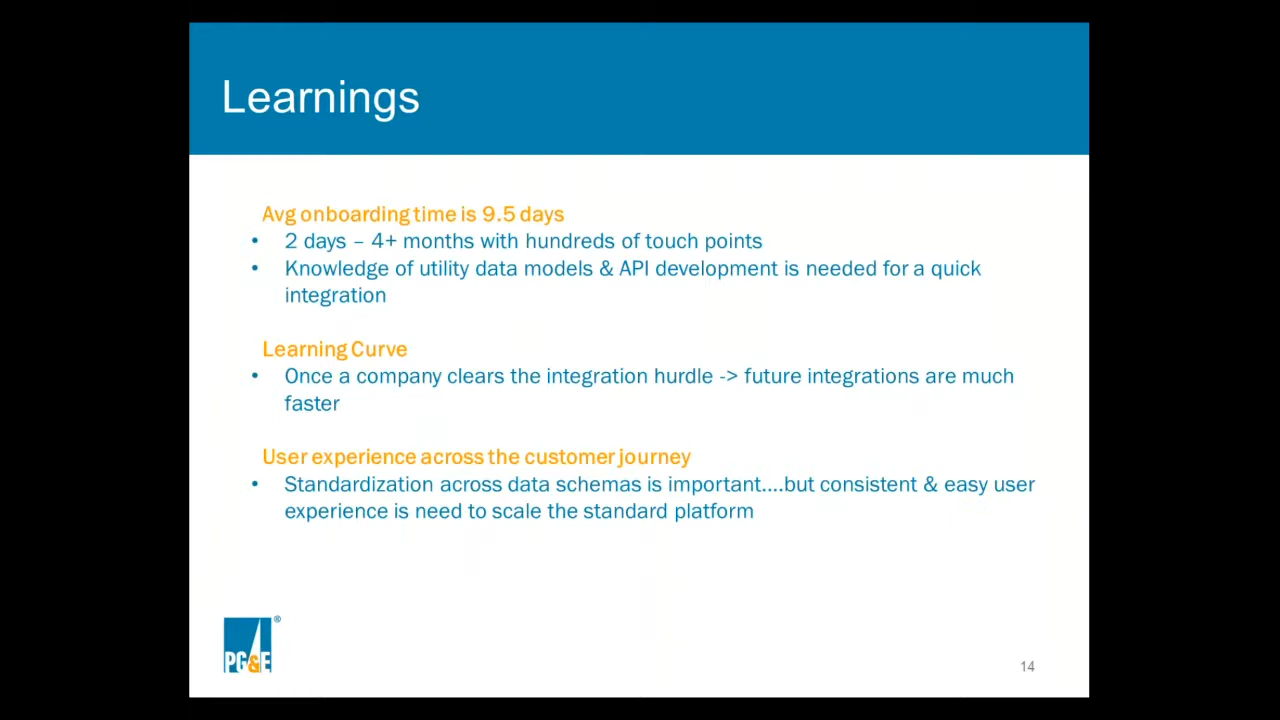 Learnings
Avg onboarding time is 9.5 days
• 2 days – 4+ months with hundreds of touch points
• Knowledge of utility data models & API development is needed for a quick
integration
Learning Curve
• Once a company clears the integration hurdle -> future integrations are much
faster
User experience across the customer journey
• Standardization across data schemas is important....but consistent & easy user
experience is need to scale the standard platform
PG&E®
14